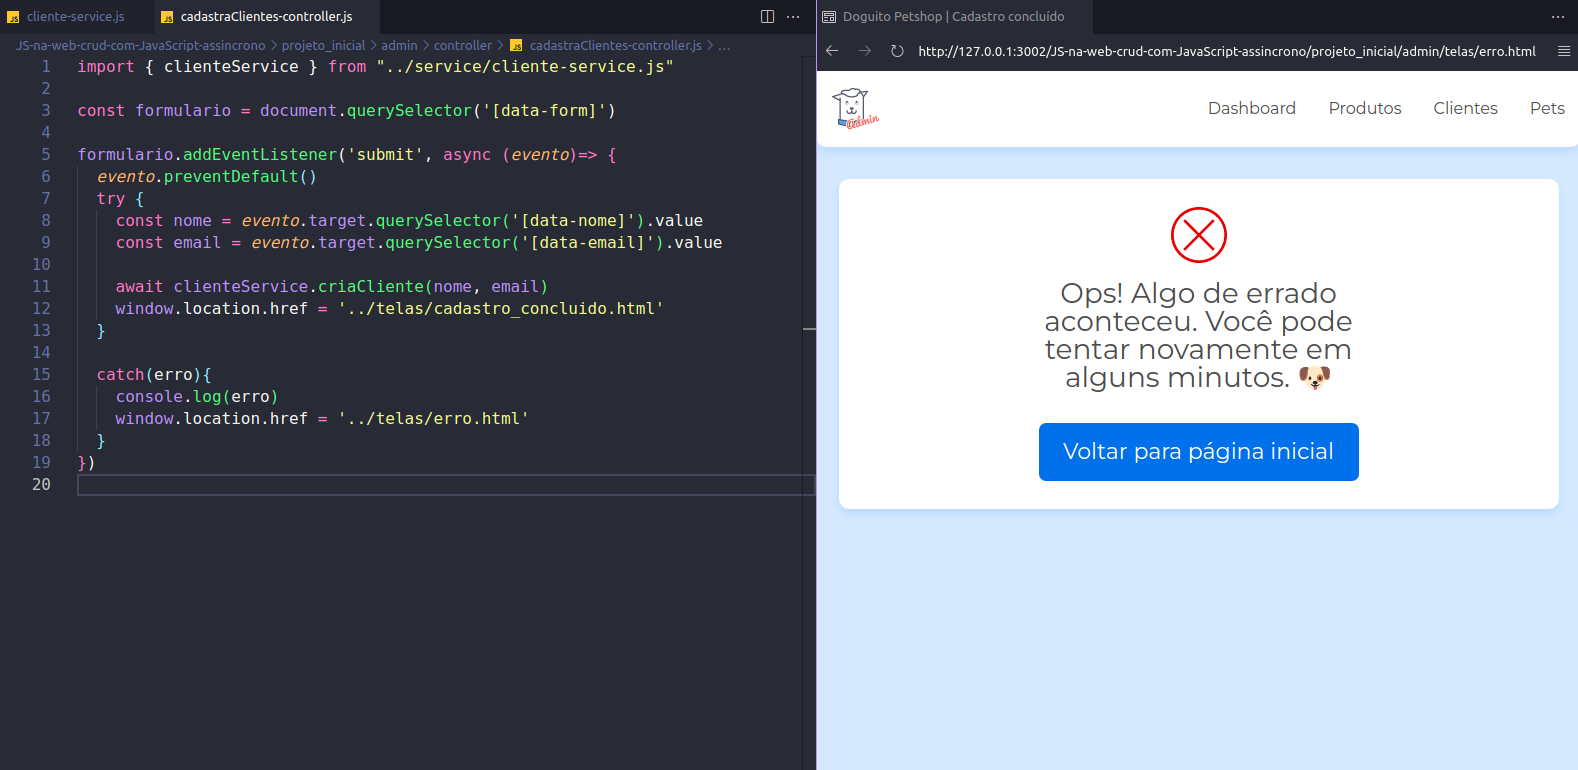 cliente-service.js
cadastraClientes-controller.js
JS-na-web-crud-com-JavaScript-assincrono > projeto_inicial > admin > controller > cadastraClientes-controller.js > ...
1 import { clienteService } from "../service/cliente-service.js"
2
3 const formulario = document.querySelector('[data-form]')
4
5 formulario.addEventListener('submit', async (evento)=> {
6 evento.preventDefault()
7 try {
8 const nome = evento.target.querySelector('[data-nome]').value
9 const email = evento.target.querySelector('[data-email]').value
10
11 await clienteService.criaCliente(nome, email)
12 window.location.href = '../telas/cadastro_concluido.html'
13 }
14
15 catch(erro){
16 console.log(erro)
17 window.location.href = '../telas/erro.html'
18 }
19 })
20
Doguito Petshop | Cadastro concluído
http://127.0.0.1:3002/JS-na-web-crud-com-JavaScript-assincrono/projeto_inicial/admin/telas/erro.html
Admin
Dashboard Produtos Clientes Pets
Ops! Algo de errado
aconteceu. Você pode
tentar novamente em
alguns minutos. 🐶
Voltar para página inicial